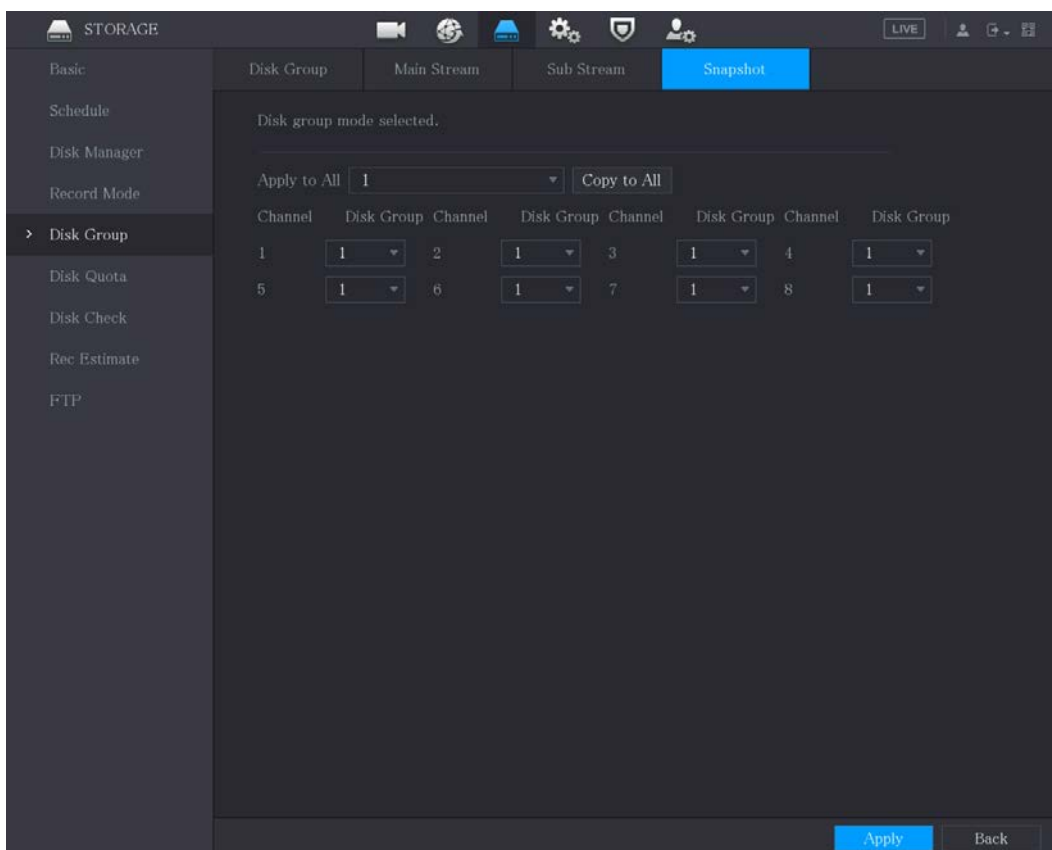 STORAGE
LIVE
Basic
Schedule
Disk Manager
Record Mode
> Disk Group
Disk Quota
Disk Check
Rec Estimate
FTP
Disk Group Main Stream Sub Stream Snapshot
Disk group mode selected.
Apply to All 1 Copy to All
Channel Disk Group Channel Disk Group Channel Disk Group Channel Disk Group
1 1 2 1 3 1 4 1
5 1 6 1 7 1 8 1
Apply Back